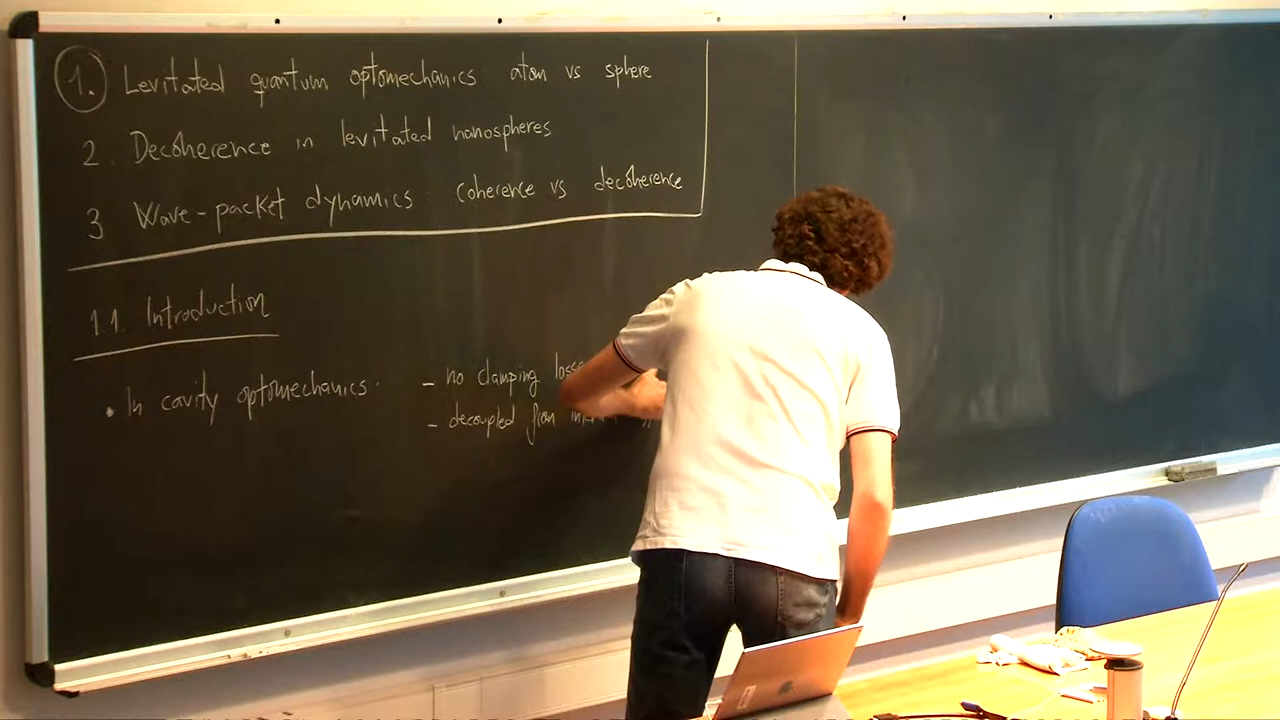 1. Levitated quantum optomechanics atom vs sphere
2. Decoherence in levitated nanospheres
3 Wave-packet dynamics coherence vs decoherence
1.1. Introduction
• In cavity optomechanics
- no clamping
- decoupled from